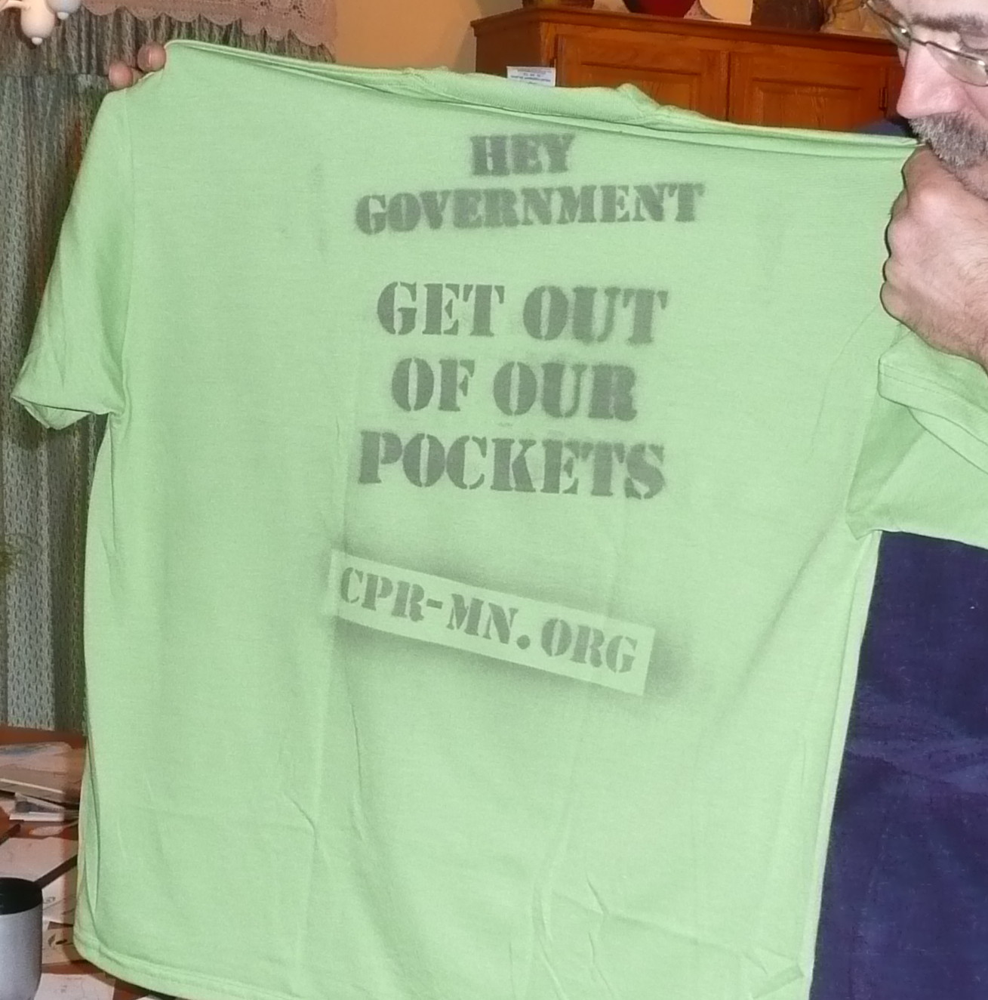 HEY
GOVERNMENT
GET OUT
OF OUR
POCKETS
CPR-MN.ORG